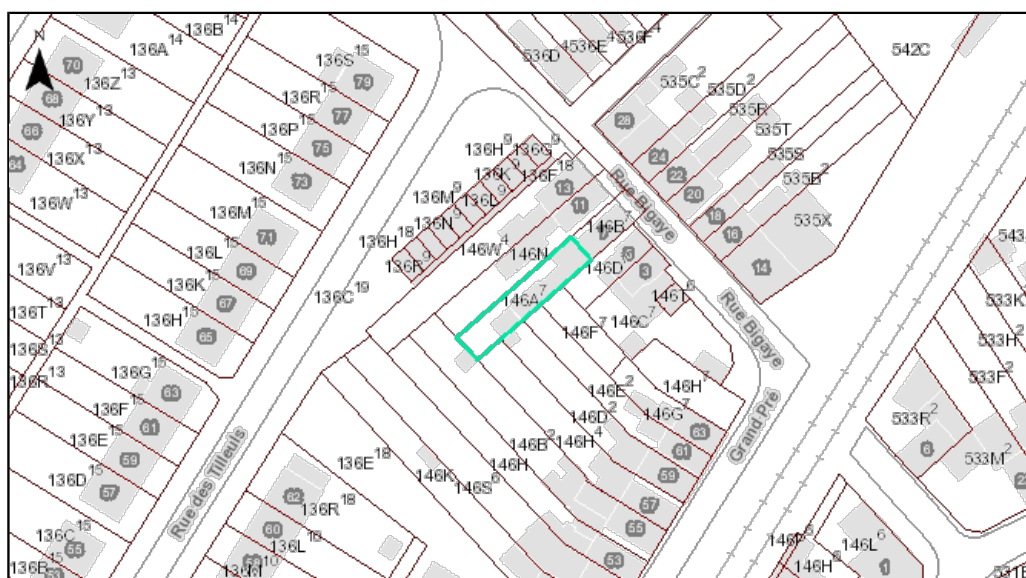 N
136A¹⁴
136B¹⁴
70
136Z¹³
68
136Y¹³
66
136X¹³
136W¹³
136V¹³
136T¹³
136S¹³
136R¹³
136S¹⁵
79
136R¹⁵
77
136P¹⁵
75
136N¹⁵
73
136M¹⁵
71
136L¹⁵
69
136K¹⁵
67
136H¹⁵
65
136G¹⁵
63
136F¹⁵
61
136E¹⁵
59
136D¹⁵
57
136C¹⁵
55
136B¹⁵
Rue des Tilleuls
136C¹⁹
136H¹⁸
136R⁹
136N⁹
136M⁹
136L⁹
136K⁹
136H⁹
136G⁹
136F¹⁸
13
11
146W⁴
146N
146B⁷
146D
146A⁷
5
3
146T⁶
146C⁷
146F⁷
146E²
146D²
146H⁷
146G⁷
63
61
59
57
55
53
146H⁴
146B²
146H
146S⁶
146K
136E¹⁸
62
136R¹⁸
60
136L¹⁸
Rue Bigaye
Rue Bigaye
Grand Pré
536D⁴
536E⁴
536F⁴
535C²
535D²
535R
535T
535S
535B²
535X
28
24
22
20
18
16
14
542C
533K
533H²
533F²
533R²
6
533M²
146L⁶
1
146H⁶